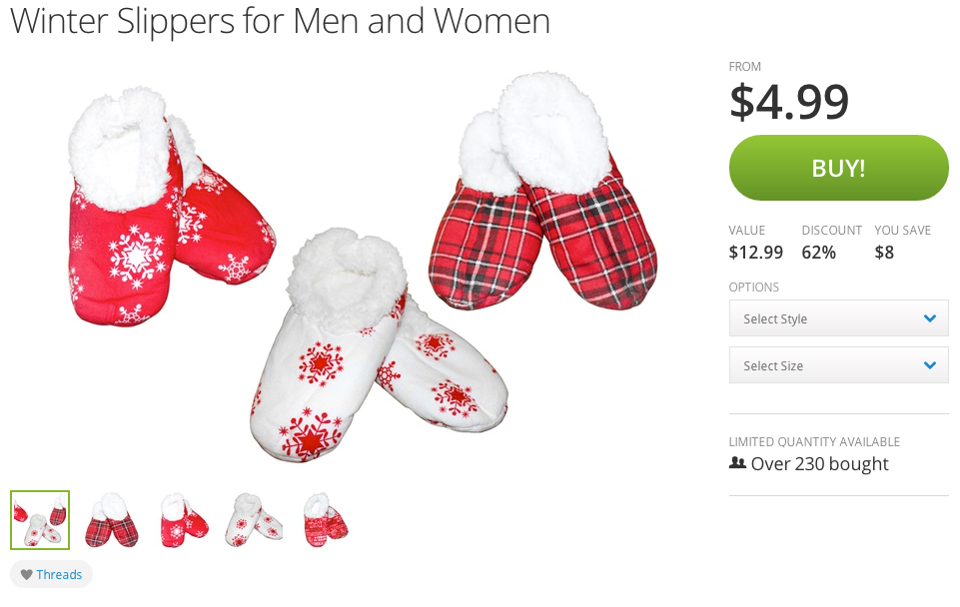 Winter Slippers for Men and Women
FROM
$4.99
BUY!
VALUE DISCOUNT YOU SAVE
$12.99 62% $8
OPTIONS
Select Style
Select Size
LIMITED QUANTITY AVAILABLE
Over 230 bought
Threads